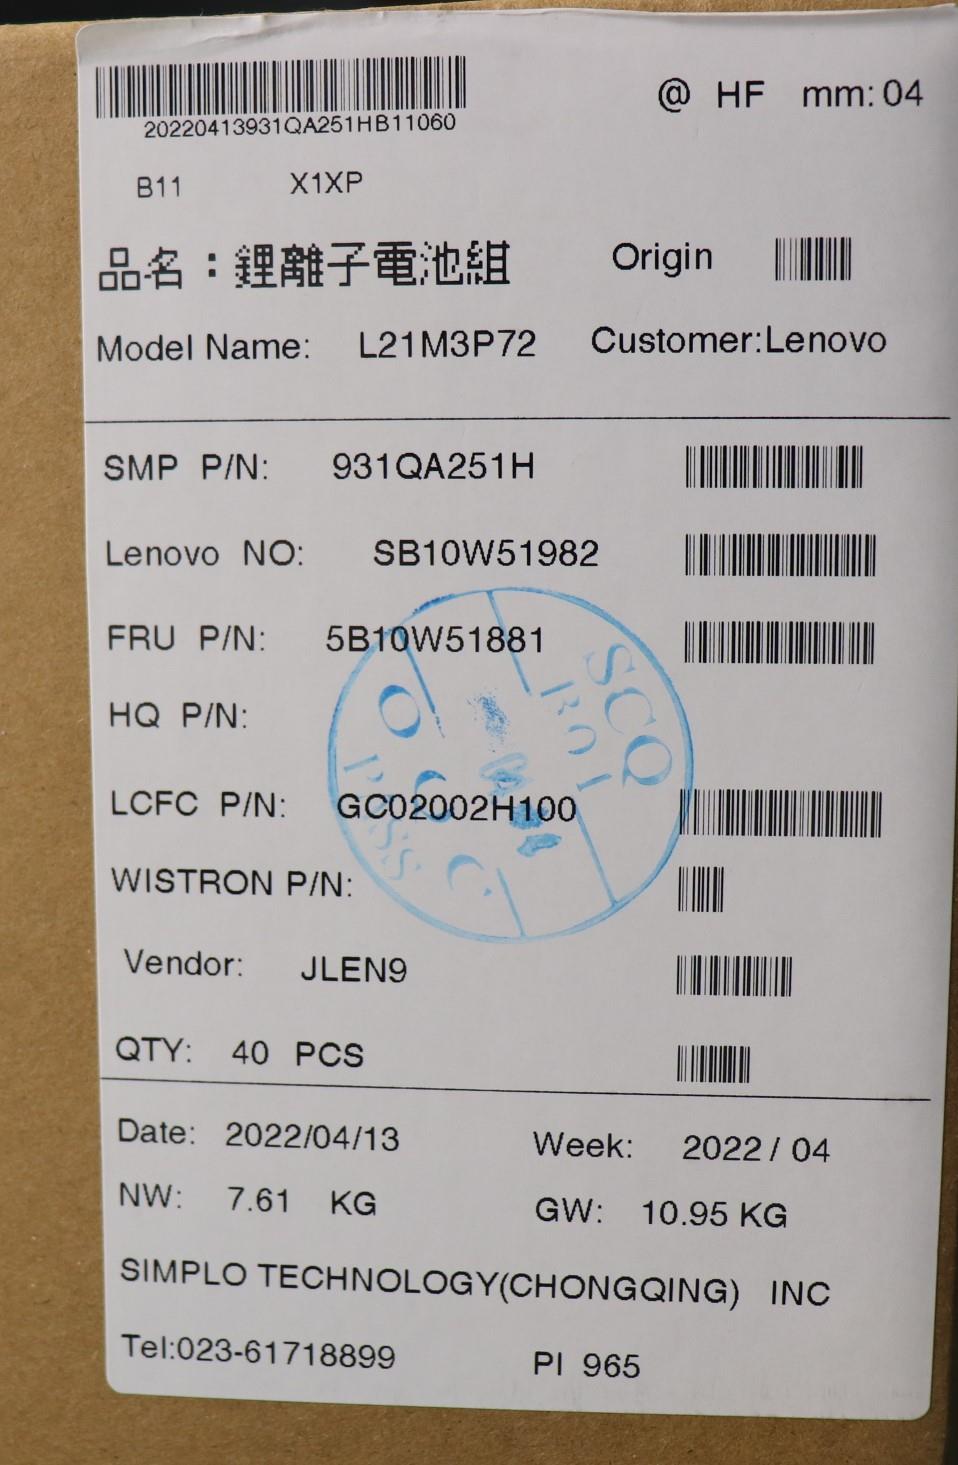 @ HF mm: 04
20220413931QA251HB11060
B11 X1XP
品名：鋰離子電池組 Origin
Model Name: L21M3P72 Customer:Lenovo
SMP P/N: 931QA251H
Lenovo NO: SB10W51982
FRU P/N: 5B10W51881
HQ P/N:
LCFC P/N: GC02002H100
WISTRON P/N:
Vendor: JLEN9
QTY: 40 PCS
Date: 2022/04/13 Week: 2022 / 04
NW: 7.61 KG GW: 10.95 KG
SIMPLO TECHNOLOGY(CHONGQING) INC
Tel:023-61718899 PI 965
SCQ
PASS